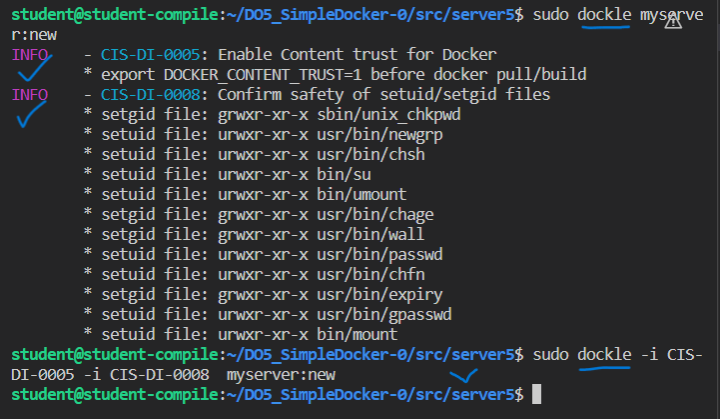 student@student-compile:~/DO5_SimpleDocker-0/src/server5$ sudo dockle myserve
r:new
INFO    - CIS-DI-0005: Enable Content trust for Docker
        * export DOCKER_CONTENT_TRUST=1 before docker pull/build
INFO    - CIS-DI-0008: Confirm safety of setuid/setgid files
        * setgid file: grwxr-xr-x sbin/unix_chkpwd
        * setuid file: urwxr-xr-x usr/bin/newgrp
        * setuid file: urwxr-xr-x usr/bin/chsh
        * setuid file: urwxr-xr-x bin/su
        * setuid file: urwxr-xr-x bin/umount
        * setgid file: grwxr-xr-x usr/bin/chage
        * setgid file: grwxr-xr-x usr/bin/wall
        * setuid file: urwxr-xr-x usr/bin/passwd
        * setuid file: urwxr-xr-x usr/bin/chfn
        * setgid file: grwxr-xr-x usr/bin/expiry
        * setuid file: urwxr-xr-x usr/bin/gpasswd
        * setuid file: urwxr-xr-x bin/mount
student@student-compile:~/DO5_SimpleDocker-0/src/server5$ sudo dockle -i CIS-
DI-0005 -i CIS-DI-0008  myserver:new
student@student-compile:~/DO5_SimpleDocker-0/src/server5$